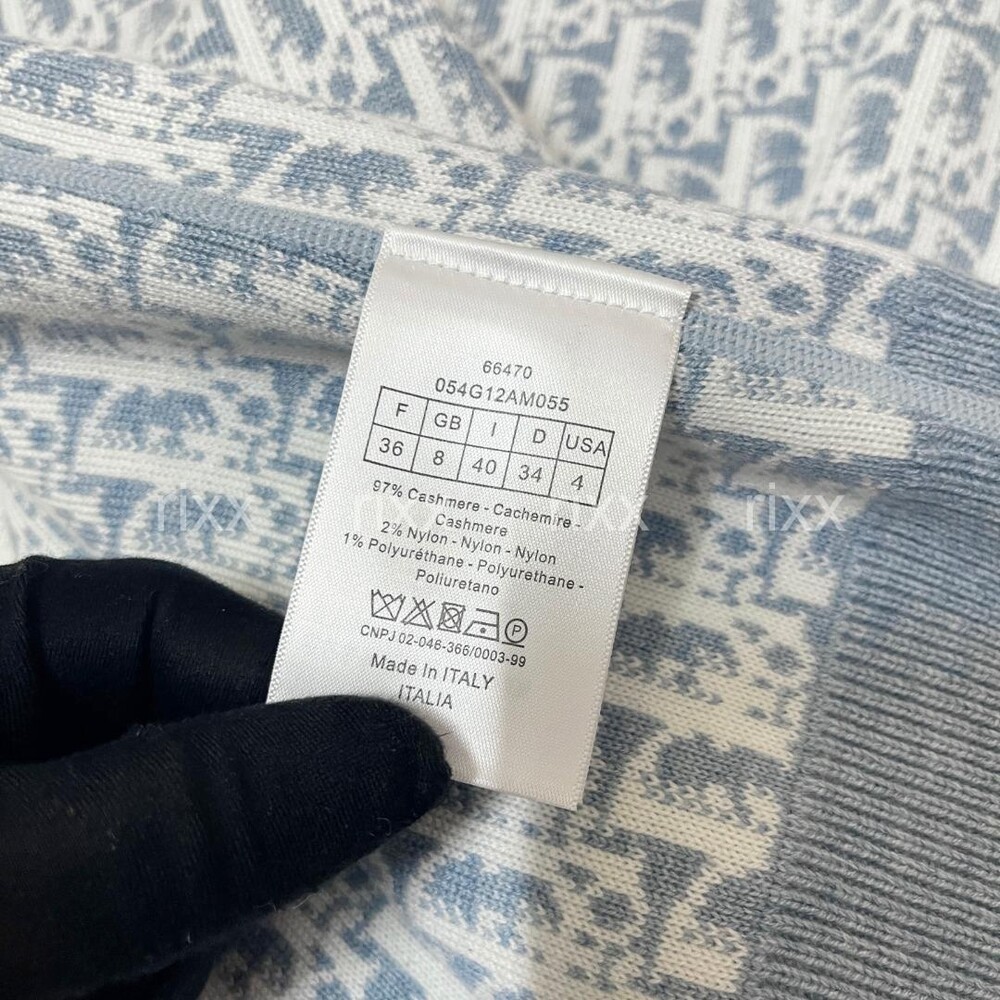 66470
054G12AM055
F GB I D USA
36 8 40 34 4
97% Cashmere - Cachemire -
Cashmere
2% Nylon - Nylon - Nylon
1% Polyuréthane - Polyurethane -
Poliuretano
P
CNPJ 02-046-366/0003-99
Made In ITALY
ITALIA
rixx rixx rixx rixx